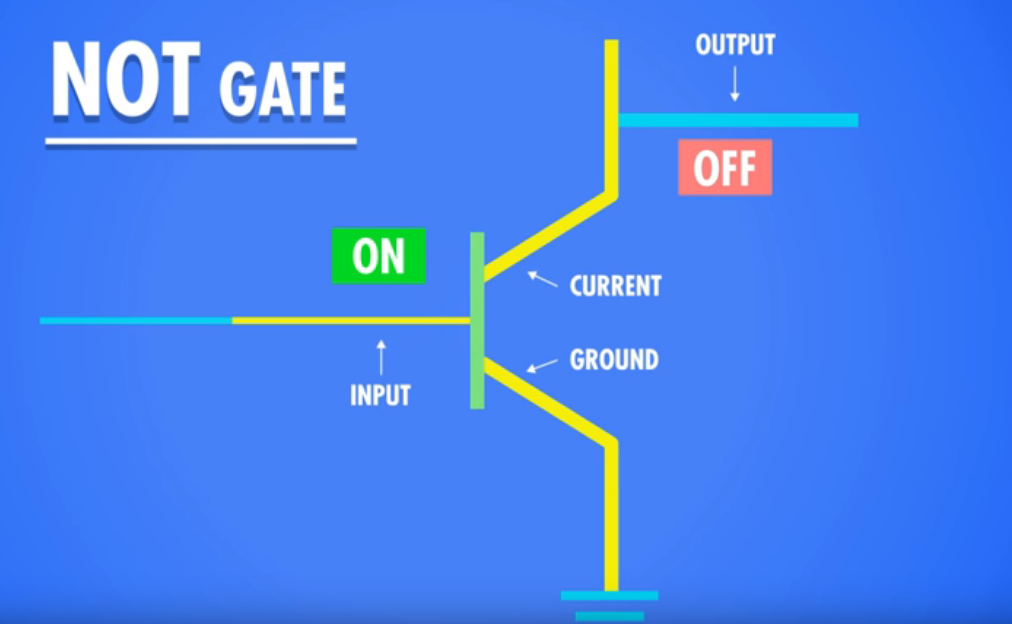 NOT GATE
OUTPUT
OFF
ON
CURRENT
GROUND
INPUT